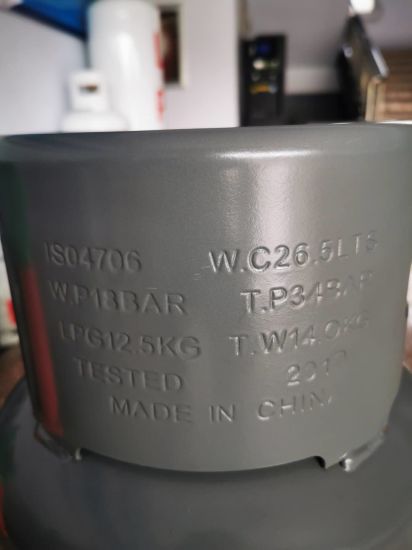 ISO4706 W.C26.5LTS
W.P18BAR T.P34BAR
LPG12.5KG T.W14.0KG
TESTED
MADE IN CHINA